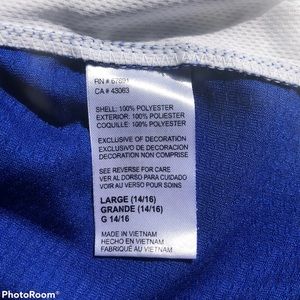 RN # 67891
CA # 43063
SHELL: 100% POLYESTER
EXTERIOR: 100% POLIESTER
COQUILLE: 100% POLYESTER
EXCLUSIVE OF DECORATION
EXCLUSIVO DE DECORACION
DECORATION NON COMPRISE
SEE REVERSE FOR CARE
VER AL DORSO PARA CUIDADO
VOIR AU VERSO POUR SOINS
LARGE (14/16)
GRANDE (14/16)
G 14/16
MADE IN VIETNAM
HECHO EN VIETNAM
FABRIQUÉ AU VIETNAM
PhotoRoom